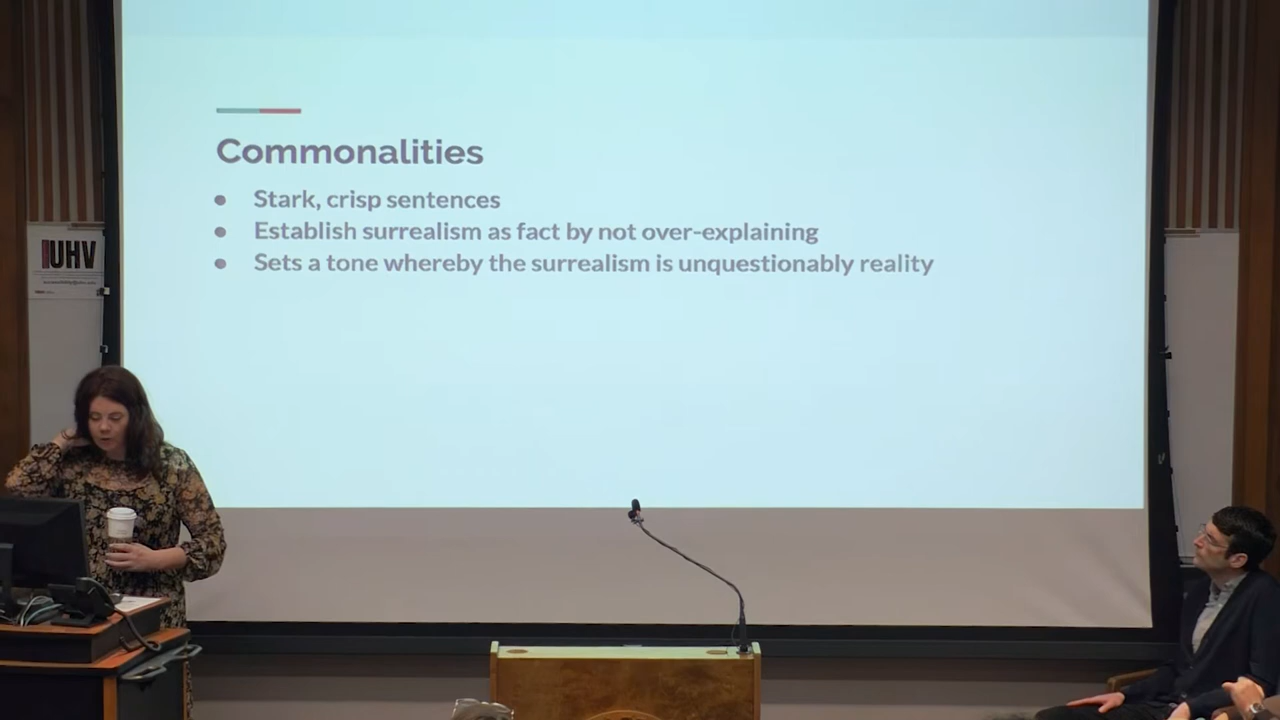 Commonalities
● Stark, crisp sentences
● Establish surrealism as fact by not over-explaining
● Sets a tone whereby the surrealism is unquestionably reality
UHV